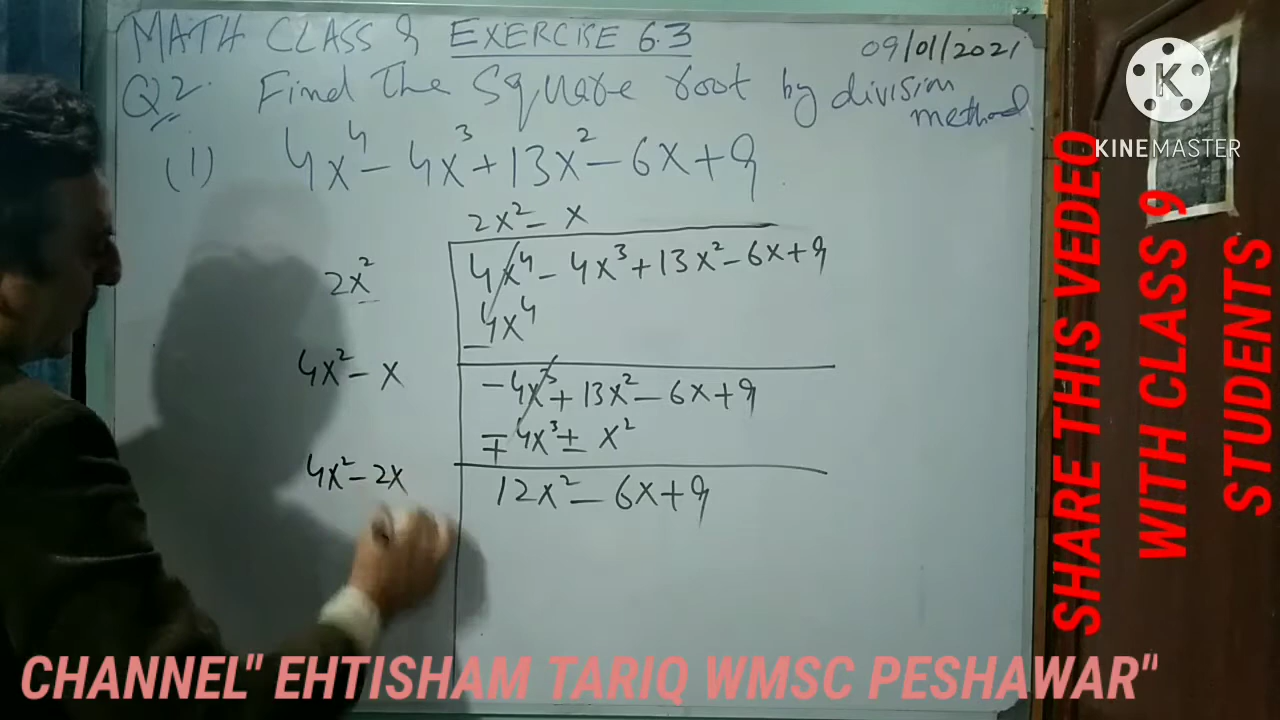 MATH CLASS 9 EXERCISE 6.3
09/01/2021
Q2. Find The Square root by division method
(1) 4x⁴ - 4x³ + 13x² - 6x + 9
2x² - x
2x²
4x⁴ - 4x³ + 13x² - 6x + 9
- 4x⁴
4x² - x
- 4x³ + 13x² - 6x + 9
∓ 4x³ ± x²
4x² - 2x
12x² - 6x + 9
K
KINEMASTER
SHARE THIS VEDEO
WITH CLASS 9
STUDENTS
CHANNEL" EHTISHAM TARIQ WMSC PESHAWAR"